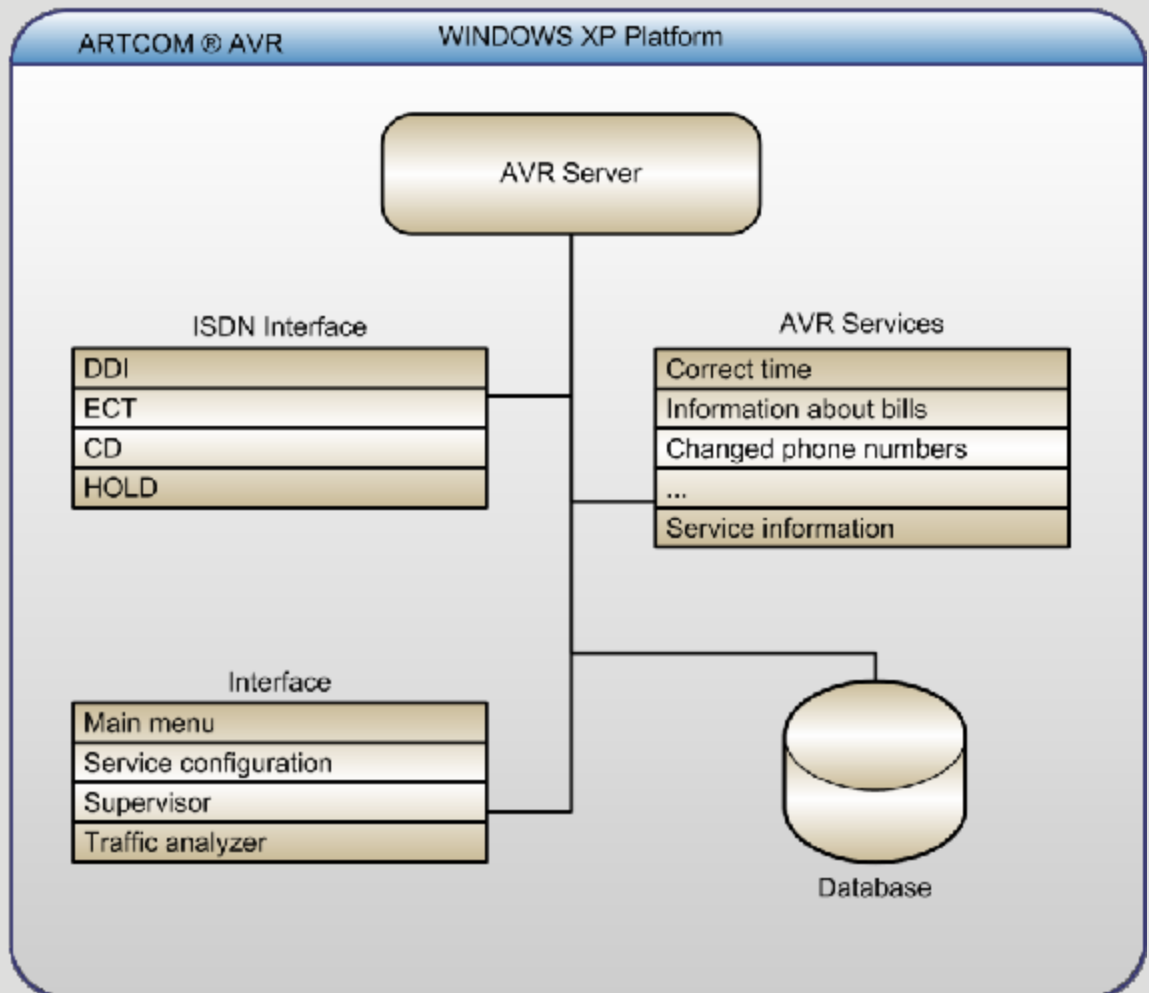 ARTCOM ® AVR
WINDOWS XP Platform
AVR Server
ISDN Interface
DDI
ECT
CD
HOLD
AVR Services
Correct time
Information about bills
Changed phone numbers
...
Service information
Interface
Main menu
Service configuration
Supervisor
Traffic analyzer
Database